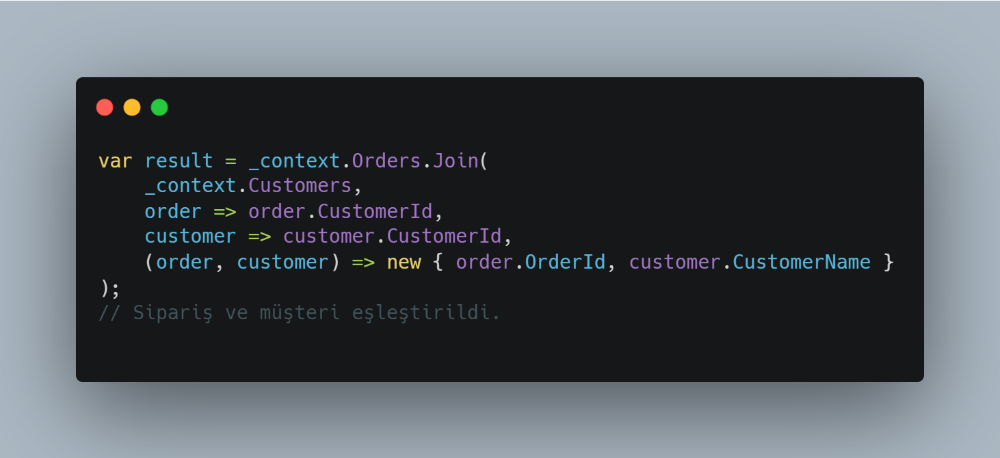 var result = _context.Orders.Join(
    _context.Customers,
    order => order.CustomerId,
    customer => customer.CustomerId,
    (order, customer) => new { order.OrderId, customer.CustomerName }
);
// Sipariş ve müşteri eşleştirildi.